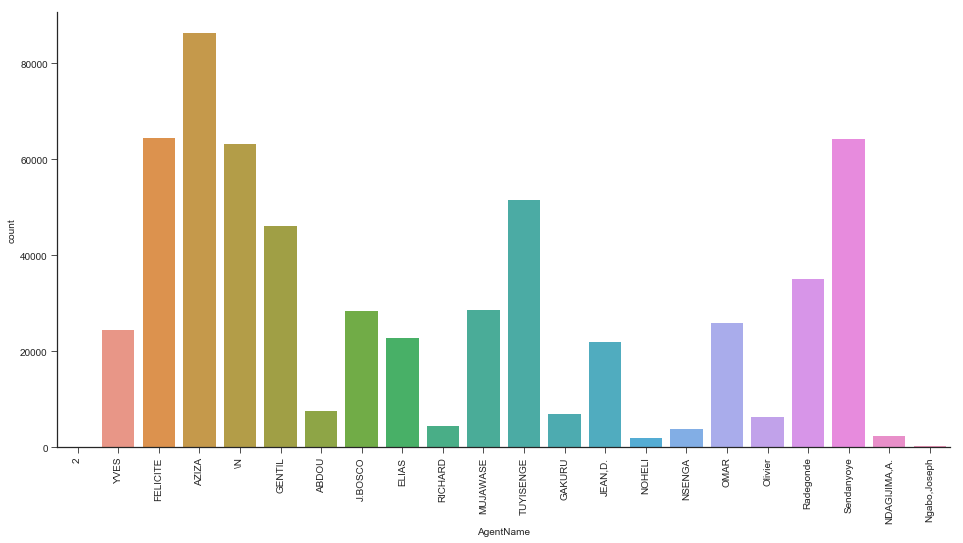 80000
60000
40000
20000
0
count
2
YVES
FELICITE
AZIZA
\N
GENTIL
ABDOU
J.BOSCO
ELIAS
RICHARD
MUJAWASE
TUYISENGE
GAKURU
JEAN,D.
NOHELI
NSENGA
OMAR
Olivier
Radegonde
Sendanyoye
NDAGIJIMA,A.
Ngabo,Joseph
AgentName